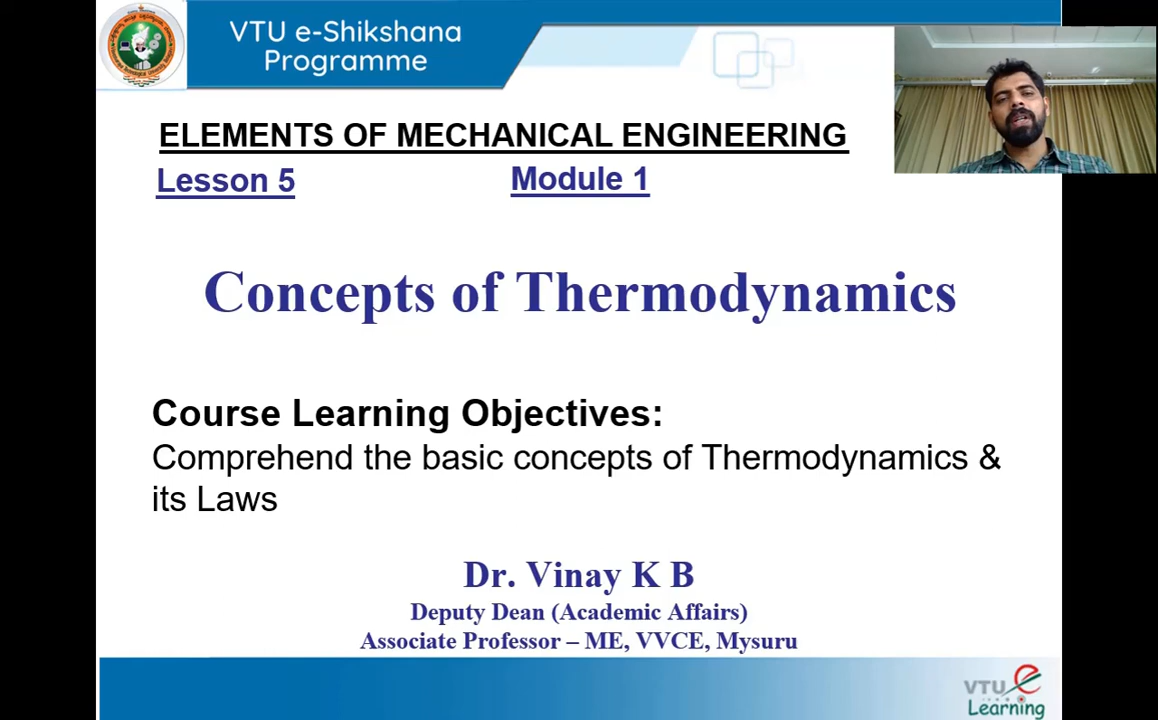 VTU e-Shikshana
Programme
ELEMENTS OF MECHANICAL ENGINEERING
Lesson 5
Module 1
Concepts of Thermodynamics
Course Learning Objectives:
Comprehend the basic concepts of Thermodynamics &
its Laws
Dr. Vinay K B
Deputy Dean (Academic Affairs)
Associate Professor – ME, VVCE, Mysuru
VTU e
Learning